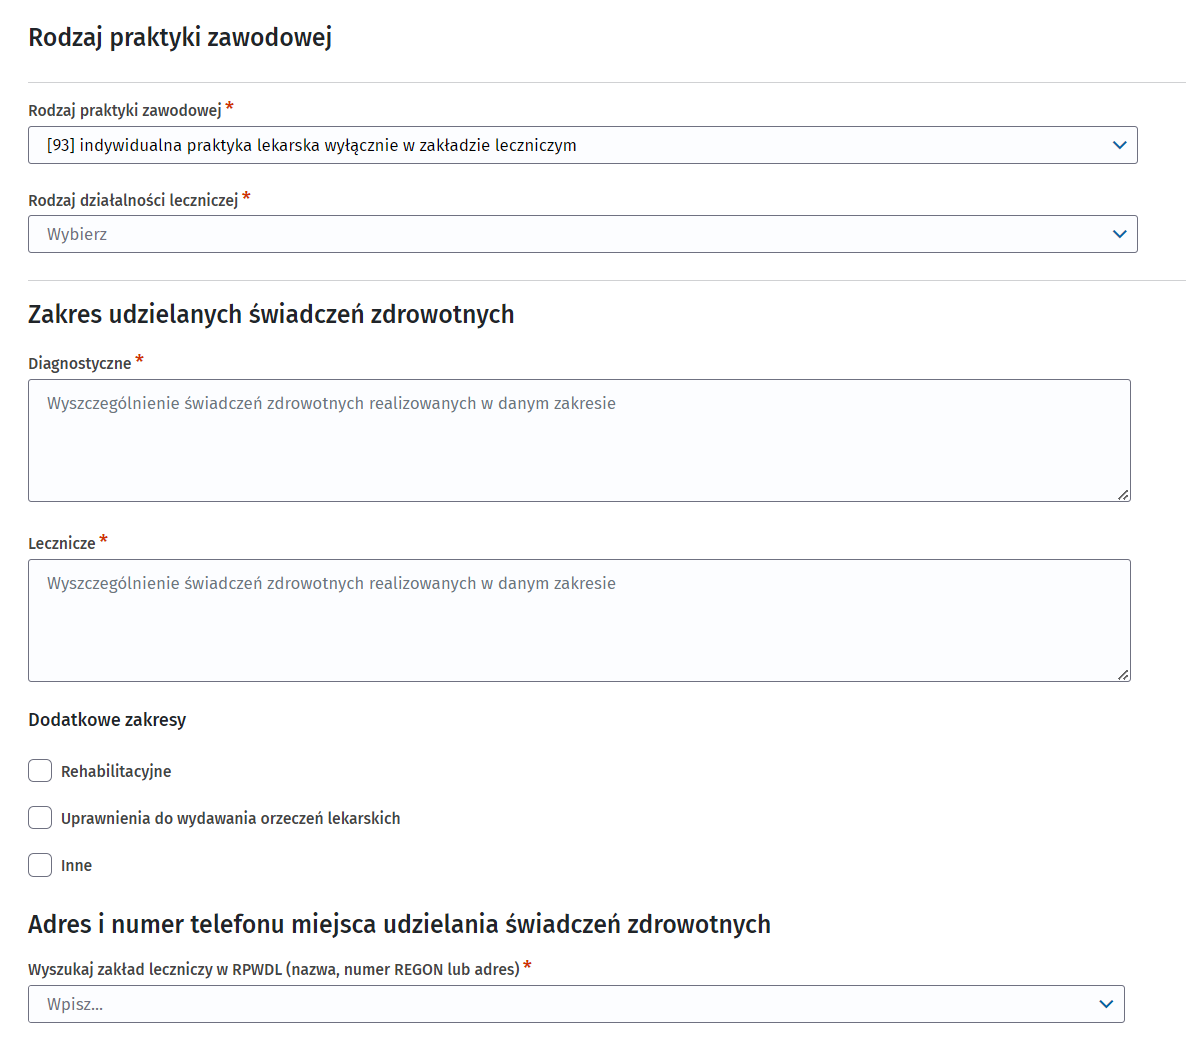 Rodzaj praktyki zawodowej
Rodzaj praktyki zawodowej *
[93] indywidualna praktyka lekarska wyłącznie w zakładzie leczniczym
Rodzaj działalności leczniczej *
Wybierz
Zakres udzielanych świadczeń zdrowotnych
Diagnostyczne *
Wyszczególnienie świadczeń zdrowotnych realizowanych w danym zakresie
Lecznicze *
Wyszczególnienie świadczeń zdrowotnych realizowanych w danym zakresie
Dodatkowe zakresy
Rehabilitacyjne
Uprawnienia do wydawania orzeczeń lekarskich
Inne
Adres i numer telefonu miejsca udzielania świadczeń zdrowotnych
Wyszukaj zakład leczniczy w RPWDL (nazwa, numer REGON lub adres) *
Wpisz...